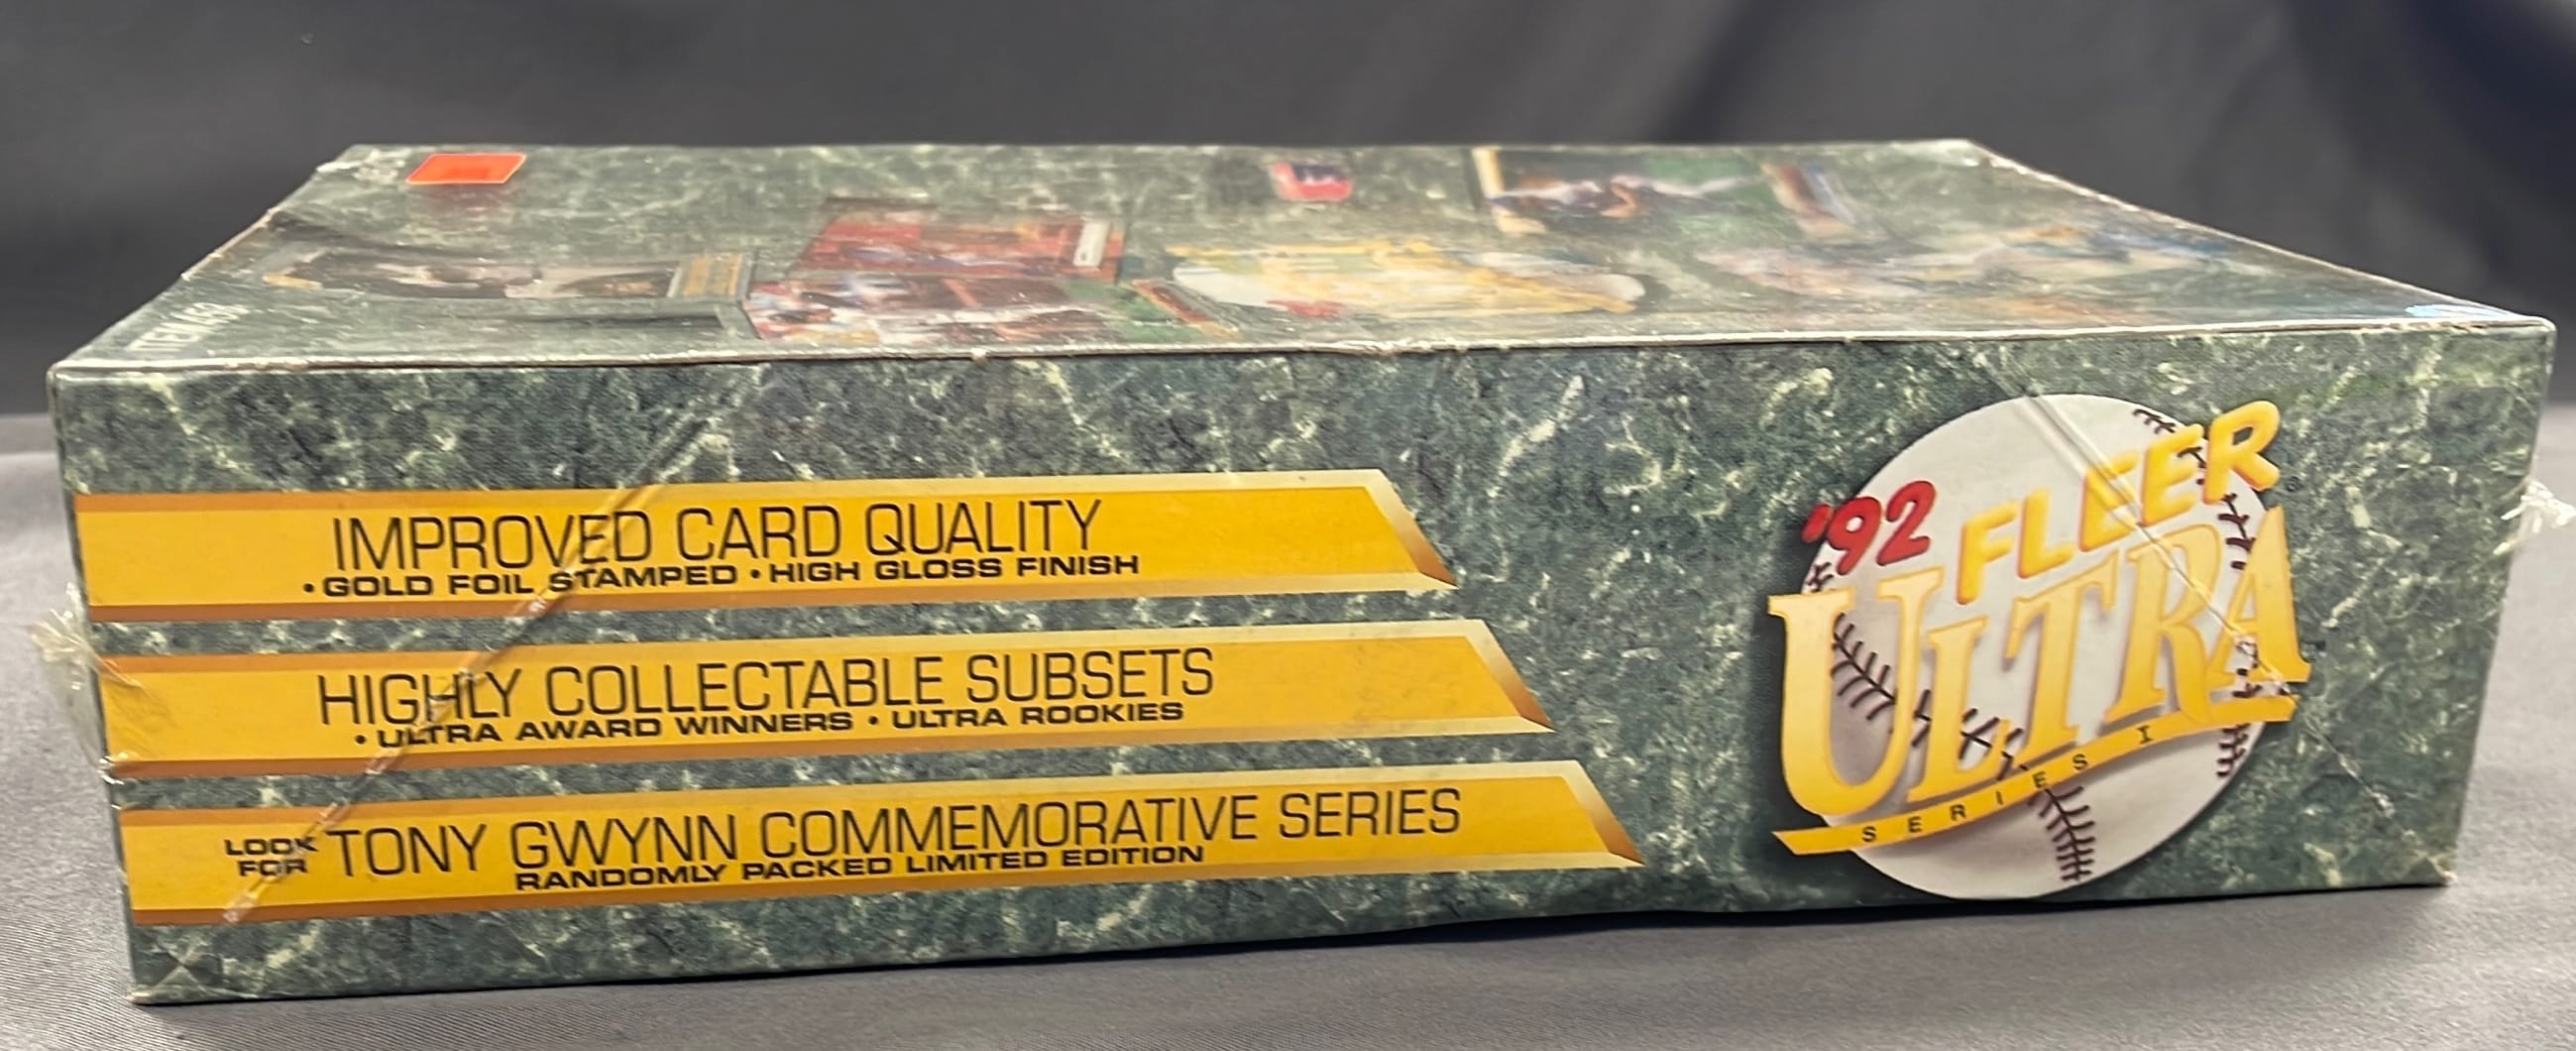 IMPROVED CARD QUALITY
• GOLD FOIL STAMPED • HIGH GLOSS FINISH
HIGHLY COLLECTABLE SUBSETS
• ULTRA AWARD WINNERS • ULTRA ROOKIES
LOOK FOR TONY GWYNN COMMEMORATIVE SERIES
RANDOMLY PACKED LIMITED EDITION
'92 FLEER
ULTRA
SERIES I